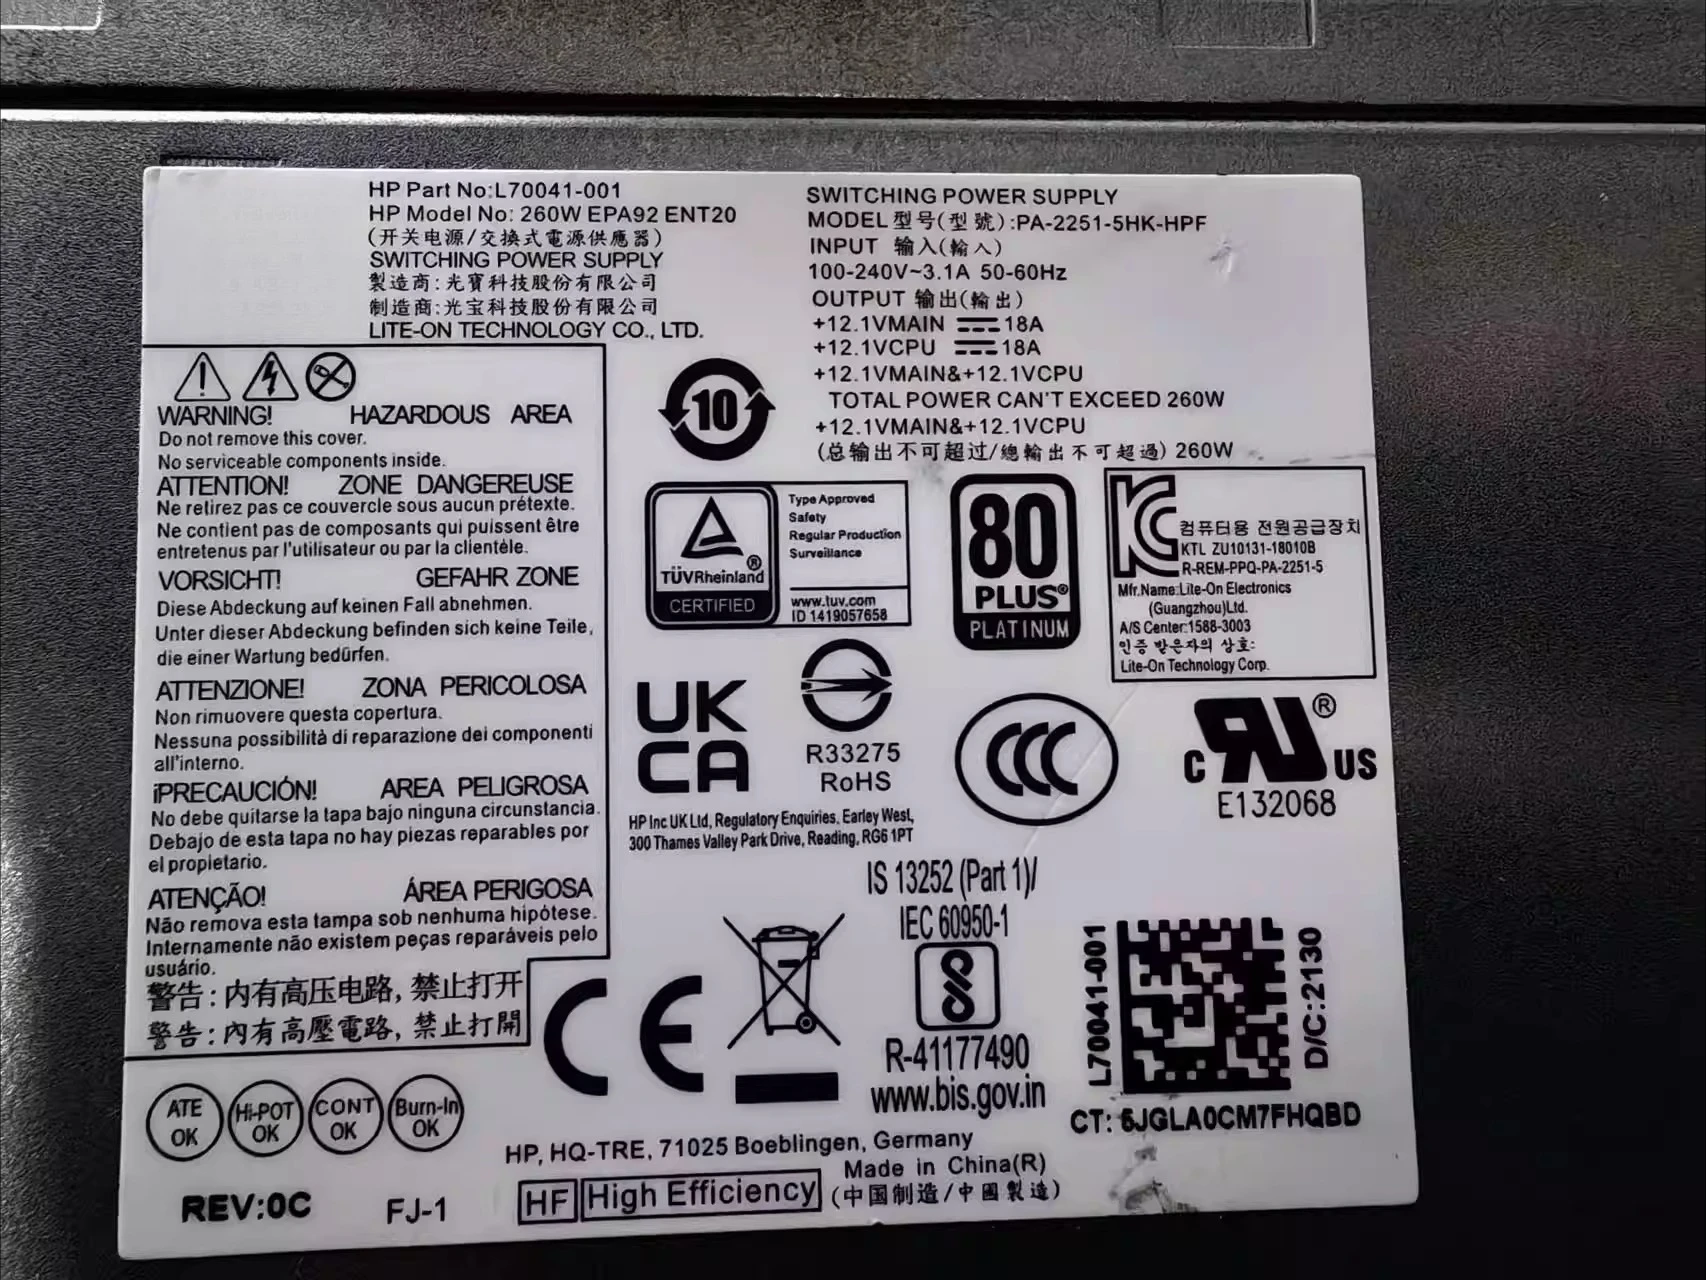 HP Part No:L70041-001
HP Model No: 260W EPA92 ENT20
(开关电源/交換式電源供應器)
SWITCHING POWER SUPPLY
製造商:光寶科技股份有限公司
制造商:光宝科技股份有限公司
LITE-ON TECHNOLOGY CO., LTD.
SWITCHING POWER SUPPLY
MODEL 型号(型號):PA-2251-5HK-HPF
INPUT 输入(輸入)
100-240V~3.1A 50-60Hz
OUTPUT 输出(輸出)
+12.1VMAIN 18A
+12.1VCPU 18A
+12.1VMAIN&+12.1VCPU
TOTAL POWER CAN'T EXCEED 260W
+12.1VMAIN&+12.1VCPU
(总输出不可超过/總輸出不可超過) 260W
WARNING! HAZARDOUS AREA
Do not remove this cover.
No serviceable components inside.
ATTENTION! ZONE DANGEREUSE
Ne retirez pas ce couvercle sous aucun prétexte.
Ne contient pas de composants qui puissent être
entretenus par l'utilisateur ou par la clientèle.
VORSICHT! GEFAHR ZONE
Diese Abdeckung auf keinen Fall abnehmen.
Unter dieser Abdeckung befinden sich keine Teile,
die einer Wartung bedürfen.
ATTENZIONE! ZONA PERICOLOSA
Non rimuovere questa copertura.
Nessuna possibilità di reparazione dei componenti
all'interno.
¡PRECAUCIÓN! AREA PELIGROSA
No debe quitarse la tapa bajo ninguna circunstancia.
Debajo de esta tapa no hay piezas reparables por
el propietario.
ATENÇÃO! ÁREA PERIGOSA
Não remova esta tampa sob nenhuma hipótese.
Internamente não existem peças reparáveis pelo
usuário.
警告:内有高压电路,禁止打开
警告:內有高壓電路,禁止打開
10
TÜVRheinland®
CERTIFIED
Type Approved
Safety
Regular Production
Surveillance
www.tuv.com
ID 1419057658
80
PLUS®
PLATINUM
KC
컴퓨터용 전원공급장치
KTL ZU10131-18010B
R-REM-PPQ-PA-2251-5
Mfr.Name:Lite-On Electronics
(Guangzhou)Ltd.
A/S Center:1588-3003
인증 받은자의 상호:
Lite-On Technology Corp.
UK
CA
R33275
RoHS
CCC
C RU ® US
E132068
HP Inc UK Ltd, Regulatory Enquiries, Earley West,
300 Thames Valley Park Drive, Reading, RG6 1PT
IS 13252 (Part 1)/
IEC 60950-1
R-41177490
www.bis.gov.in
CE
L70041-001
D/C:2130
CT: 5JGLA0CM7FHQBD
ATE OK
Hi-POT OK
CONT OK
Burn-In OK
REV:0C FJ-1
HP, HQ-TRE, 71025 Boeblingen, Germany
HF High Efficiency
Made in China(R)
(中国制造/中國製造)